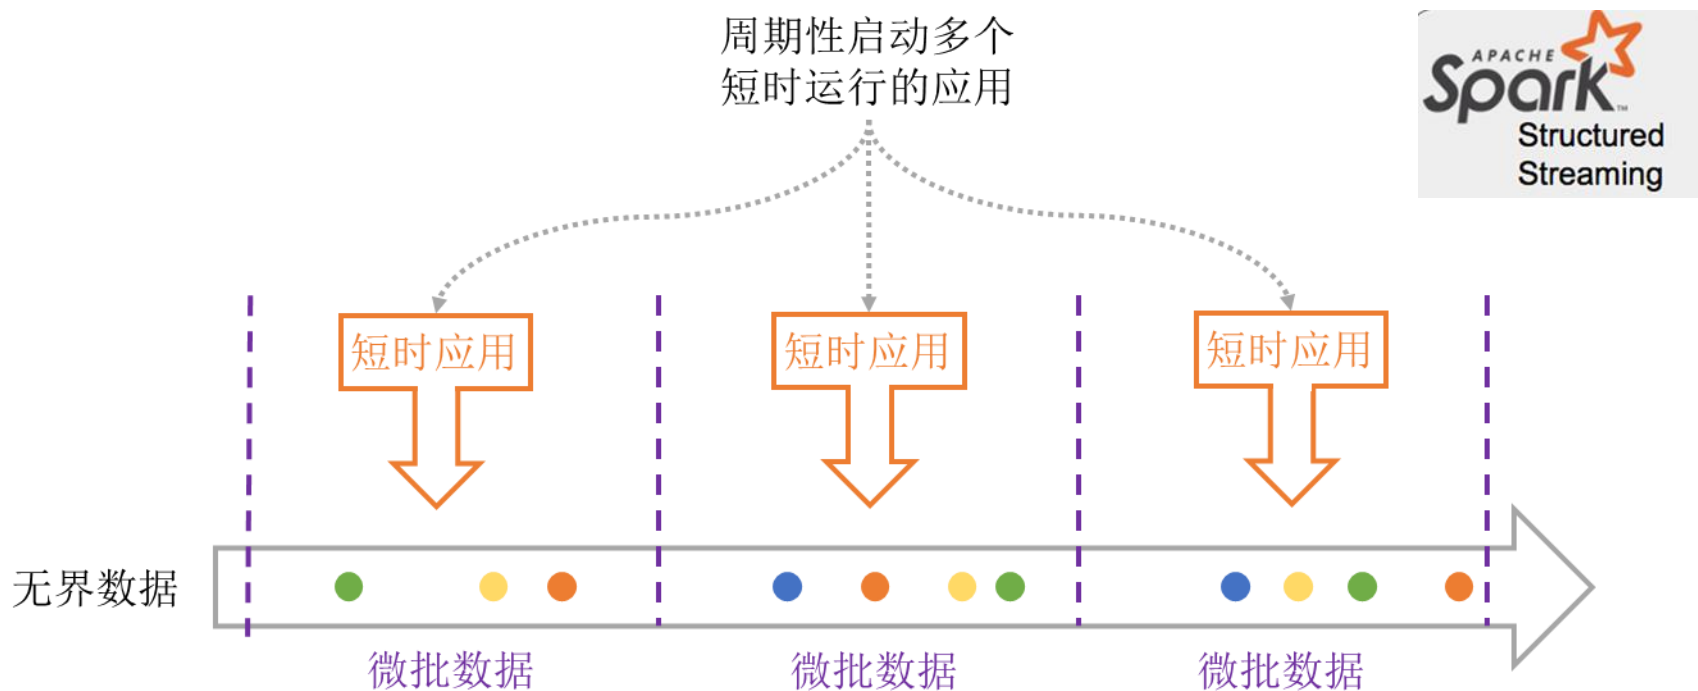 周期性启动多个
短时运行的应用
APACHE
Spark™
Structured
Streaming
短时应用
短时应用
短时应用
无界数据
微批数据
微批数据
微批数据